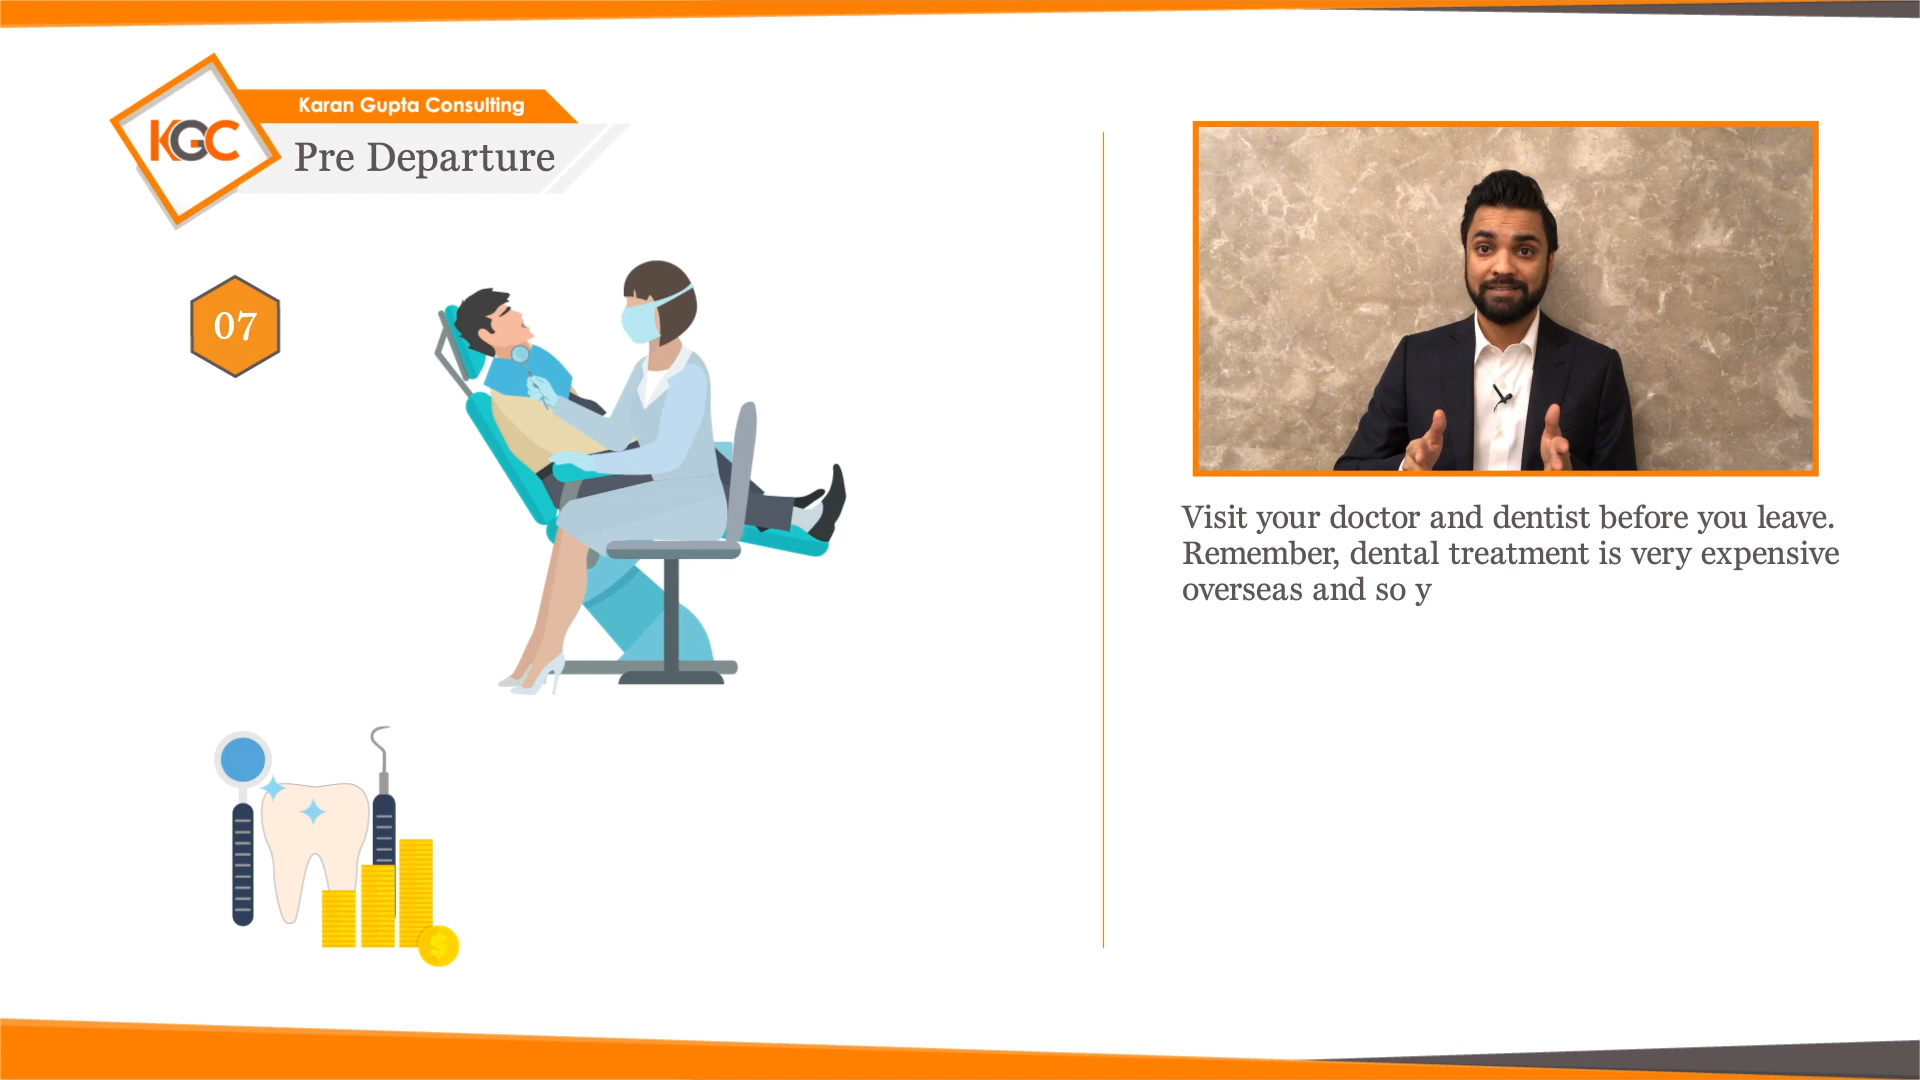 Karan Gupta Consulting
KGC
Pre Departure
07
Visit your doctor and dentist before you leave.
Remember, dental treatment is very expensive
overseas and so y
$